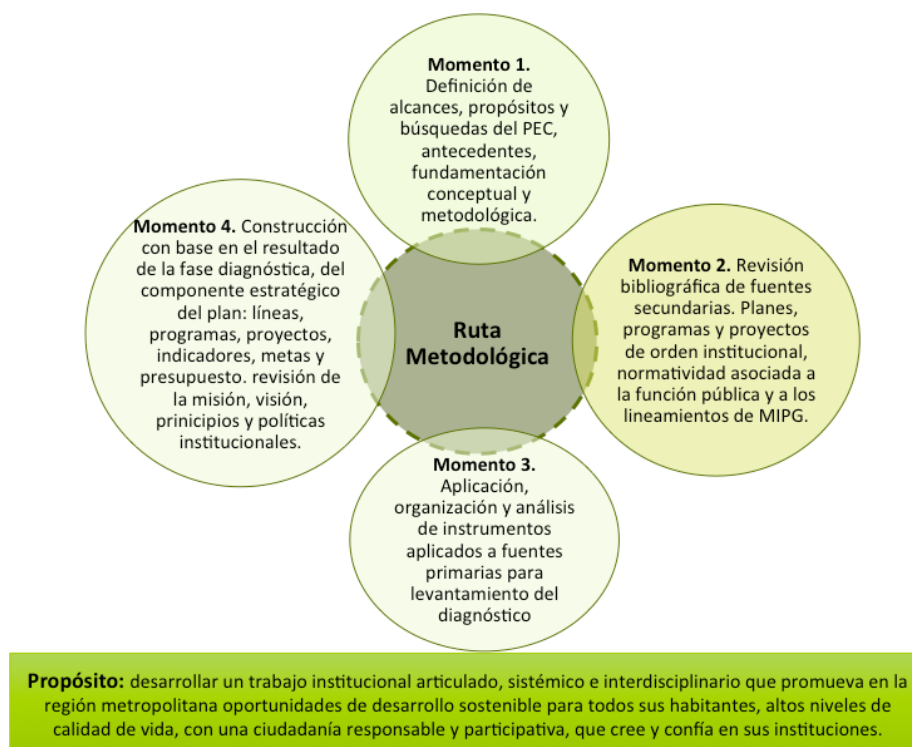 Momento 1.
Definición de
alcances, propósitos y
búsquedas del PEC,
antecedentes,
fundamentación
conceptual y
metodológica.
Momento 2. Revisión
bibliográfica de fuentes
secundarias. Planes,
programas y proyectos
de orden institucional,
normatividad asociada a
la función pública y a los
lineamientos de MIPG.
Momento 3.
Aplicación,
organización y análisis
de instrumentos
aplicados a fuentes
primarias para
levantamiento del
diagnóstico
Momento 4. Construcción
con base en el resultado
de la fase diagnóstica, del
componente estratégico
del plan: líneas,
programas, proyectos,
indicadores, metas y
presupuesto. revisión de
la misión, visión,
prinicipios y políticas
institucionales.
Ruta
Metodológica
Propósito: desarrollar un trabajo institucional articulado, sistémico e interdisciplinario que promueva en la
región metropolitana oportunidades de desarrollo sostenible para todos sus habitantes, altos niveles de
calidad de vida, con una ciudadanía responsable y participativa, que cree y confía en sus instituciones.